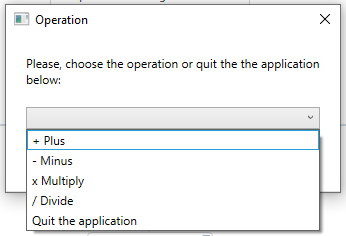 Operation
Please, choose the operation or quit the the application
below:
+ Plus
- Minus
x Multiply
/ Divide
Quit the application